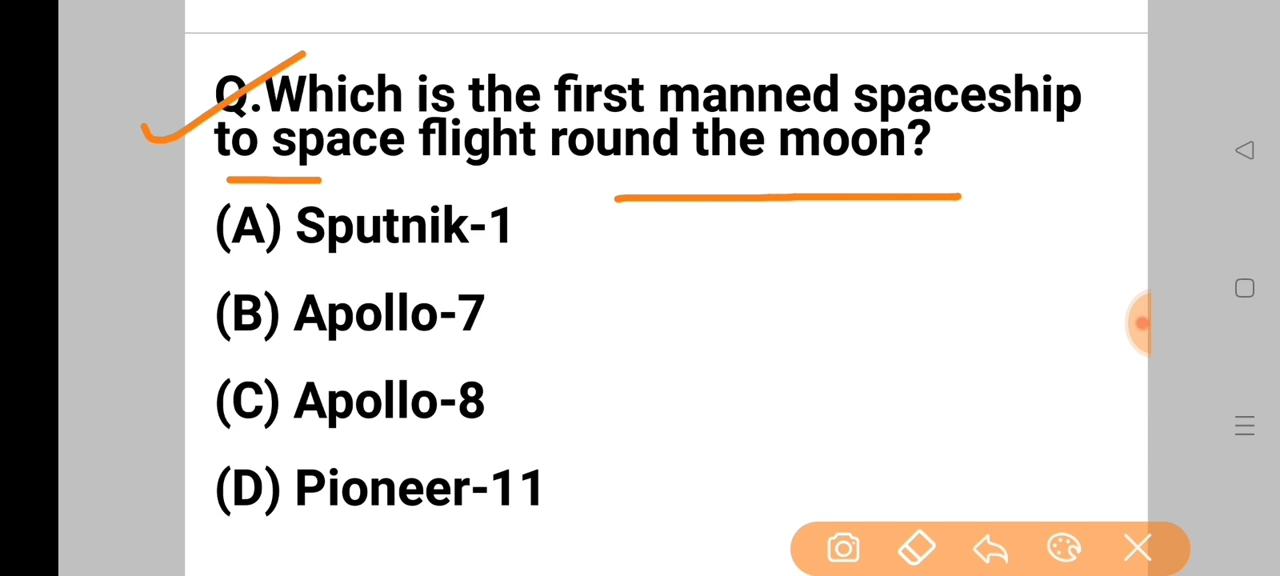 Q.Which is the first manned spaceship
to space flight round the moon?
(A) Sputnik-1
(B) Apollo-7
(C) Apollo-8
(D) Pioneer-11